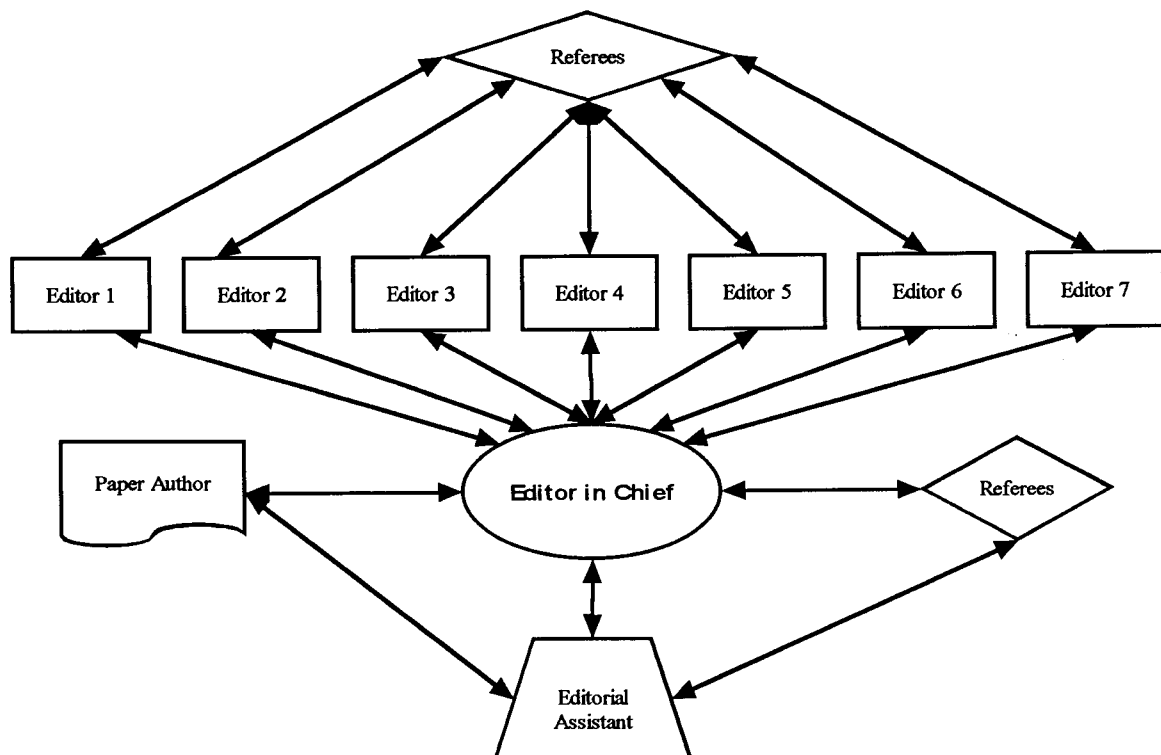 Referees
Editor 1
Editor 2
Editor 3
Editor 4
Editor 5
Editor 6
Editor 7
Paper Author
Editor in Chief
Referees
Editorial
Assistant